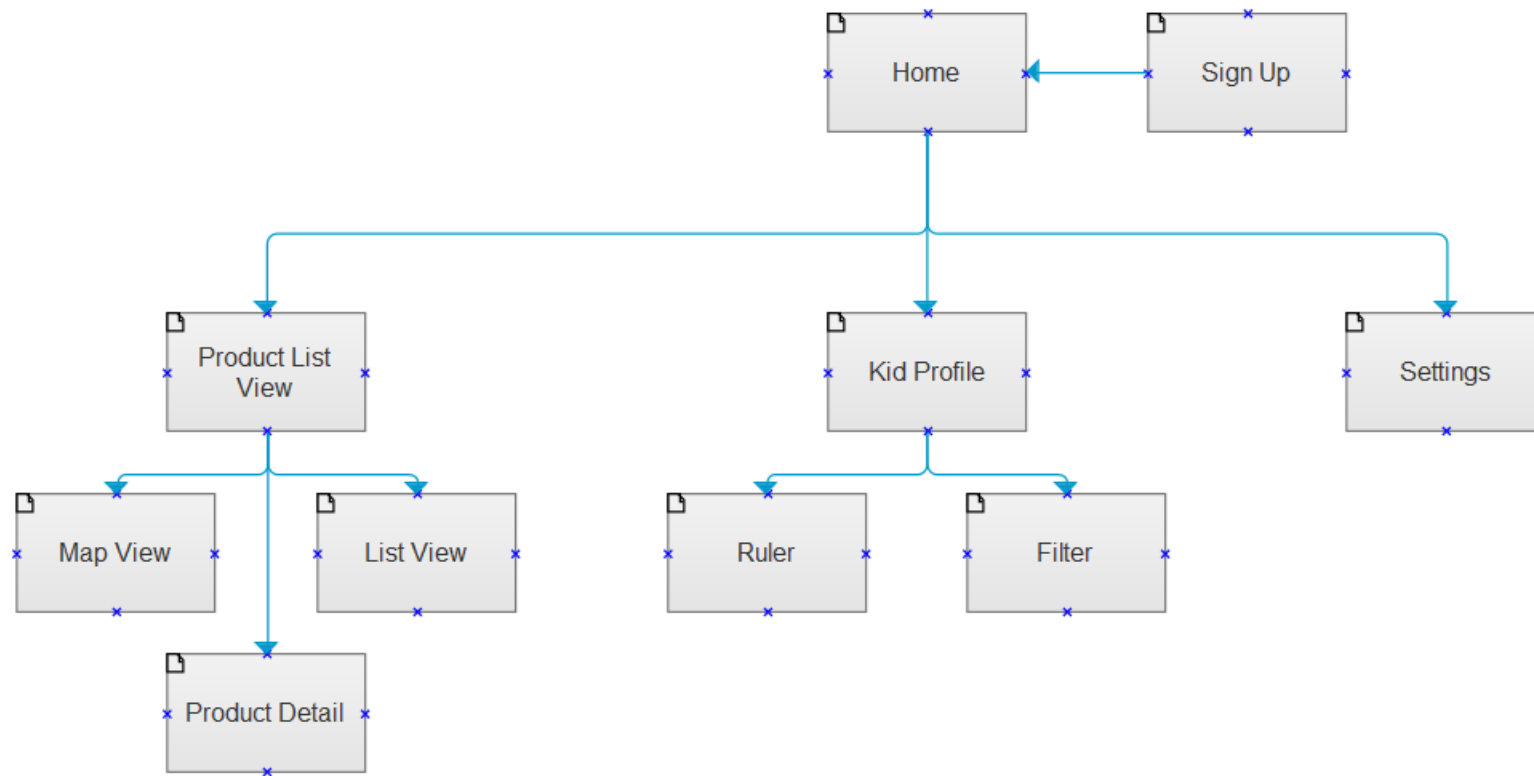 Home
Sign Up
Product List
View
Kid Profile
Settings
Map View
List View
Ruler
Filter
Product Detail